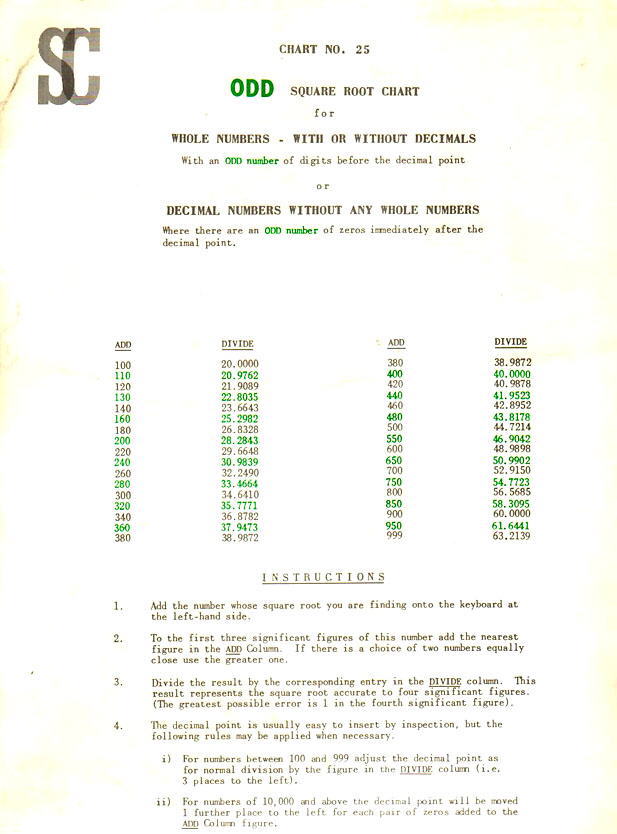 SC
CHART NO. 25
ODD SQUARE ROOT CHART
for
WHOLE NUMBERS - WITH OR WITHOUT DECIMALS
With an ODD number of digits before the decimal point
or
DECIMAL NUMBERS WITHOUT ANY WHOLE NUMBERS
Where there are an ODD number of zeros immediately after the
decimal point.
ADD DIVIDE ADD DIVIDE
100 20.0000 380 38.9872
110 20.9762 400 40.0000
120 21.9089 420 40.9878
130 22.8035 440 41.9523
140 23.6643 460 42.8952
160 25.2982 480 43.8178
180 26.8328 500 44.7214
200 28.2843 550 46.9042
220 29.6648 600 48.9898
240 30.9839 650 50.9902
260 32.2490 700 52.9150
280 33.4664 750 54.7723
300 34.6410 800 56.5685
320 35.7771 850 58.3095
340 36.8782 900 60.0000
360 37.9473 950 61.6441
380 38.9872 999 63.2139
INSTRUCTIONS
1. Add the number whose square root you are finding onto the keyboard at
the left-hand side.
2. To the first three significant figures of this number add the nearest
figure in the ADD Column. If there is a choice of two numbers equally
close use the greater one.
3. Divide the result by the corresponding entry in the DIVIDE column. This
result represents the square root accurate to four significant figures.
(The greatest possible error is 1 in the fourth significant figure).
4. The decimal point is usually easy to insert by inspection, but the
following rules may be applied when necessary.
i) For numbers between 100 and 999 adjust the decimal point as
for normal division by the figure in the DIVIDE column (i.e.
3 places to the left).
ii) For numbers of 10,000 and above the decimal point will be moved
1 further place to the left for each pair of zeros added to the
ADD Column figure.